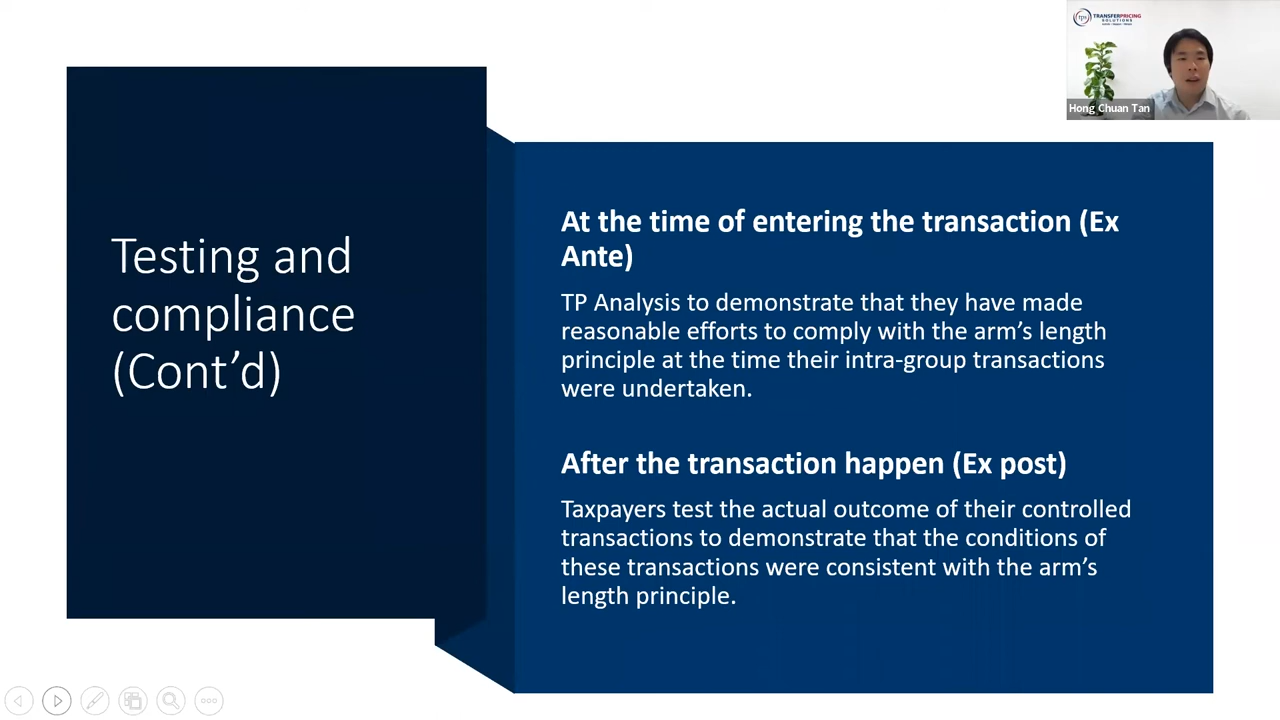 TRANSFERPRICING
SOLUTIONS
tps
Hong Chuan Tan
Testing and
compliance
(Cont’d)
At the time of entering the transaction (Ex
Ante)
TP Analysis to demonstrate that they have made
reasonable efforts to comply with the arm’s length
principle at the time their intra-group transactions
were undertaken.
After the transaction happen (Ex post)
Taxpayers test the actual outcome of their controlled
transactions to demonstrate that the conditions of
these transactions were consistent with the arm’s
length principle.